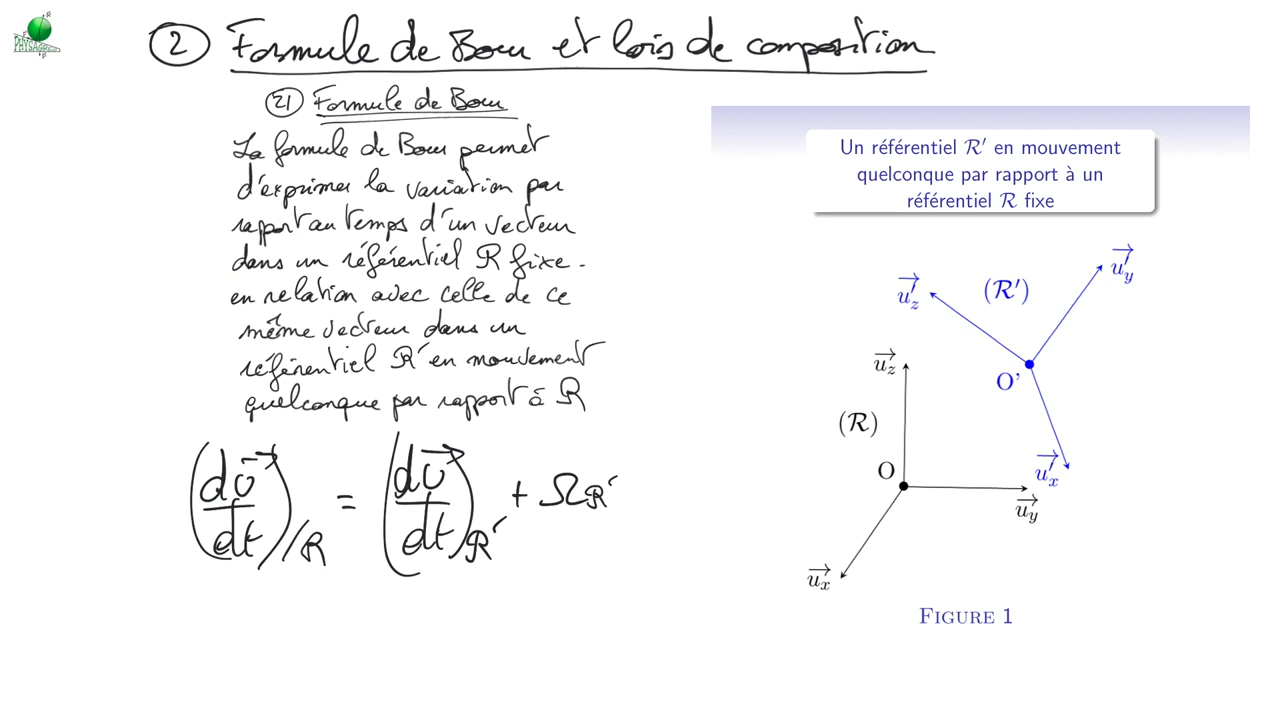 ② Formule de Bour et lois de composition
㉑ Formule de Bour
La formule de Bour permet
d'exprimer la variation par
rapport au temps d'un vecteur
dans un référentiel R fixe.
en relation avec celle de ce
même vecteur dans un
référentiel R' en mouvement
quelconque par rapport à R
(dv⃗/dt)//R = (dv⃗/dt)R' + ΩR'
Un référentiel R' en mouvement
quelconque par rapport à un
référentiel R fixe
u'y
u'z (R')
uz
O'
(R)
u'x
O
uy
ux
Figure 1